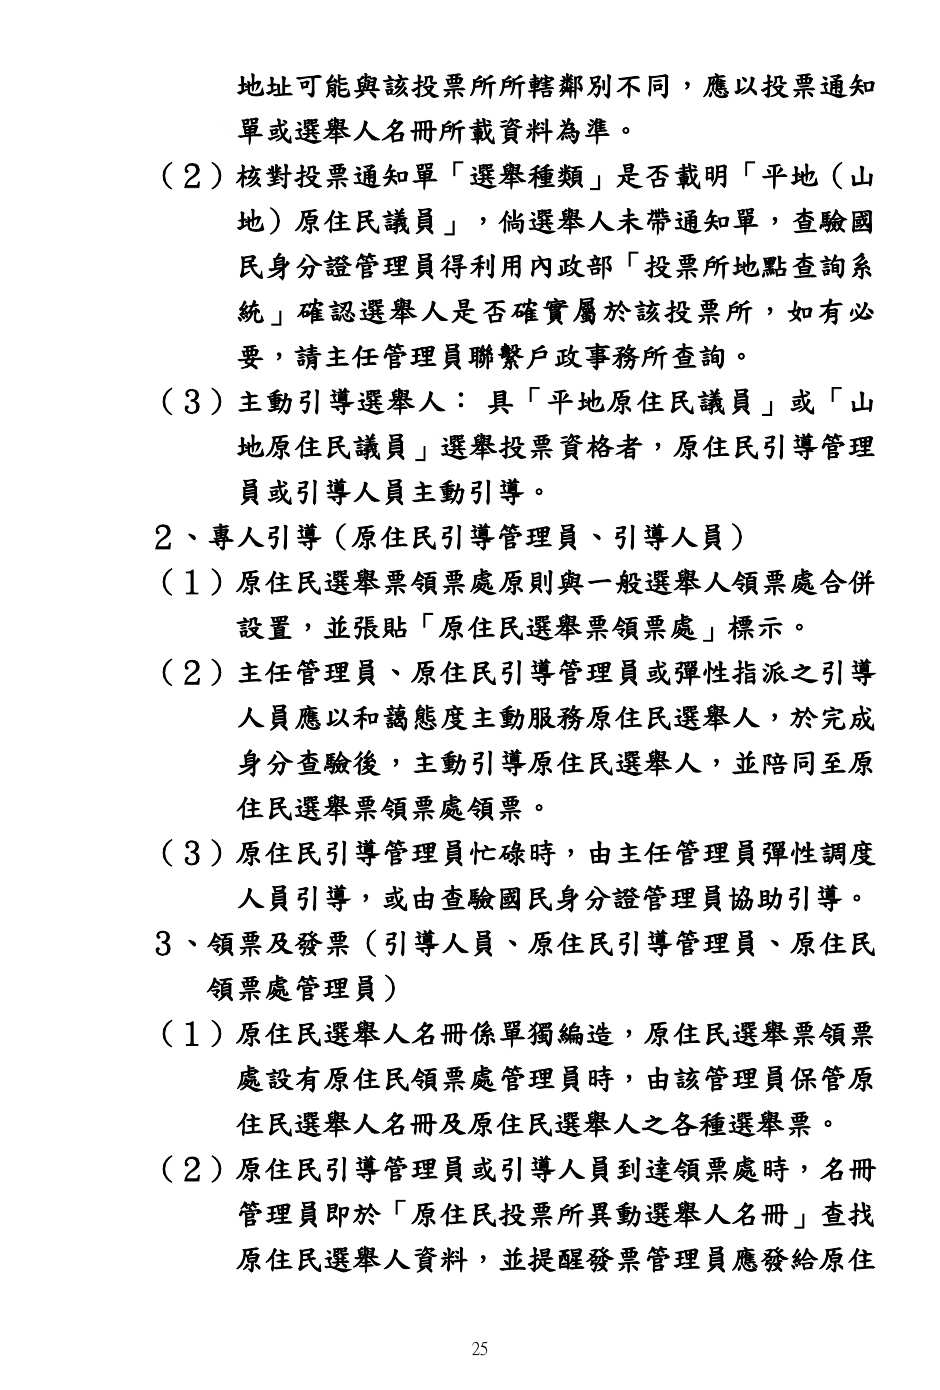 地址可能與該投票所所轄鄰別不同，應以投票通知
單或選舉人名冊所載資料為準。
（２）核對投票通知單「選舉種類」是否載明「平地（山
地）原住民議員」，倘選舉人未帶通知單，查驗國
民身分證管理員得利用內政部「投票所地點查詢系
統」確認選舉人是否確實屬於該投票所，如有必
要，請主任管理員聯繫戶政事務所查詢。
（３）主動引導選舉人： 具「平地原住民議員」或「山
地原住民議員」選舉投票資格者，原住民引導管理
員或引導人員主動引導。
２、專人引導（原住民引導管理員、引導人員）
（１）原住民選舉票領票處原則與一般選舉人領票處合併
設置，並張貼「原住民選舉票領票處」標示。
（２）主任管理員、原住民引導管理員或彈性指派之引導
人員應以和藹態度主動服務原住民選舉人，於完成
身分查驗後，主動引導原住民選舉人，並陪同至原
住民選舉票領票處領票。
（３）原住民引導管理員忙碌時，由主任管理員彈性調度
人員引導，或由查驗國民身分證管理員協助引導。
３、領票及發票（引導人員、原住民引導管理員、原住民
領票處管理員）
（１）原住民選舉人名冊係單獨編造，原住民選舉票領票
處設有原住民領票處管理員時，由該管理員保管原
住民選舉人名冊及原住民選舉人之各種選舉票。
（２）原住民引導管理員或引導人員到達領票處時，名冊
管理員即於「原住民投票所異動選舉人名冊」查找
原住民選舉人資料，並提醒發票管理員應發給原住
25